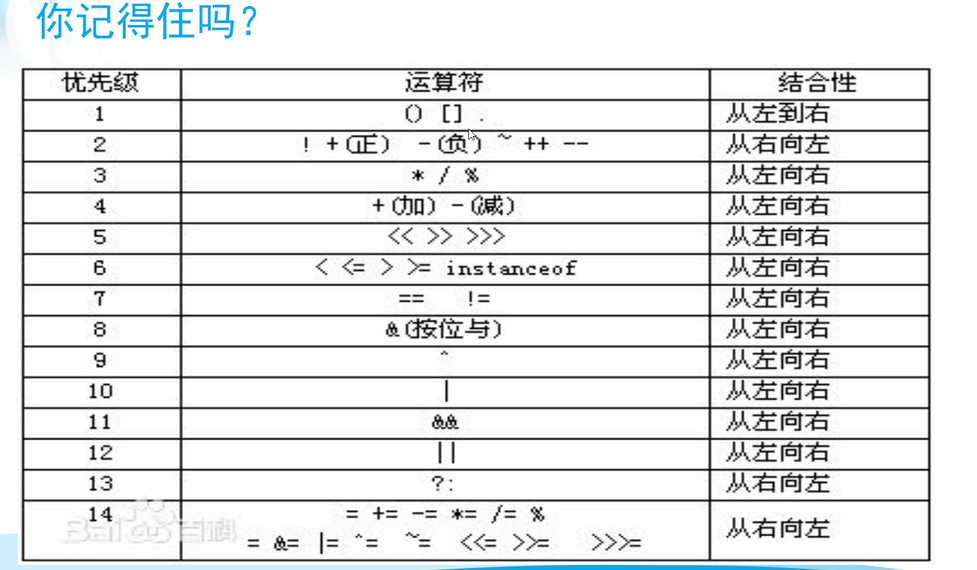 你记得住吗?
优先级 运算符 结合性
1 () [] . 从左到右
2 ! +(正) -(负) ~ ++ -- 从右向左
3 * / % 从左向右
4 +(加) -(减) 从左向右
5 << >> >>> 从左向右
6 < <= > >= instanceof 从左向右
7 == != 从左向右
8 &(按位与) 从左向右
9 ^ 从左向右
10 | 从左向右
11 && 从左向右
12 || 从左向右
13 ?: 从右向左
14 = += -= *= /= %
= &= |= ^= ~= <<= >>= >>>= 从右向左
Bai百科